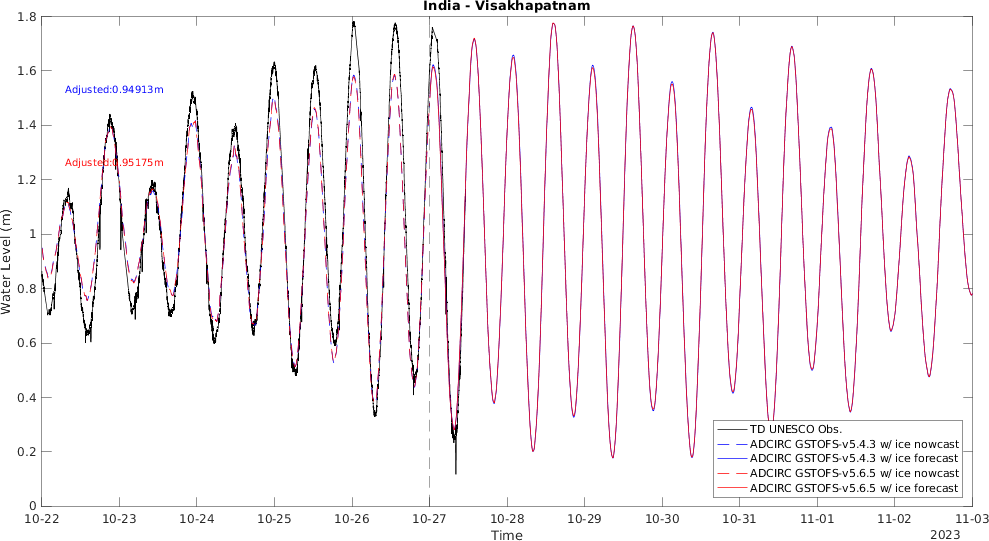 India - Visakhapatnam
1.8
1.6
1.4
1.2
1
0.8
0.6
0.4
0.2
0
Water Level (m)
Adjusted:0.94913m
Adjusted:0.95175m
TD UNESCO Obs.
ADCIRC GSTOFS-v5.4.3 w/ ice nowcast
ADCIRC GSTOFS-v5.4.3 w/ ice forecast
ADCIRC GSTOFS-v5.6.5 w/ ice nowcast
ADCIRC GSTOFS-v5.6.5 w/ ice forecast
10-22 10-23 10-24 10-25 10-26 10-27 10-28 10-29 10-30 10-31 11-01 11-02 11-03
Time
2023